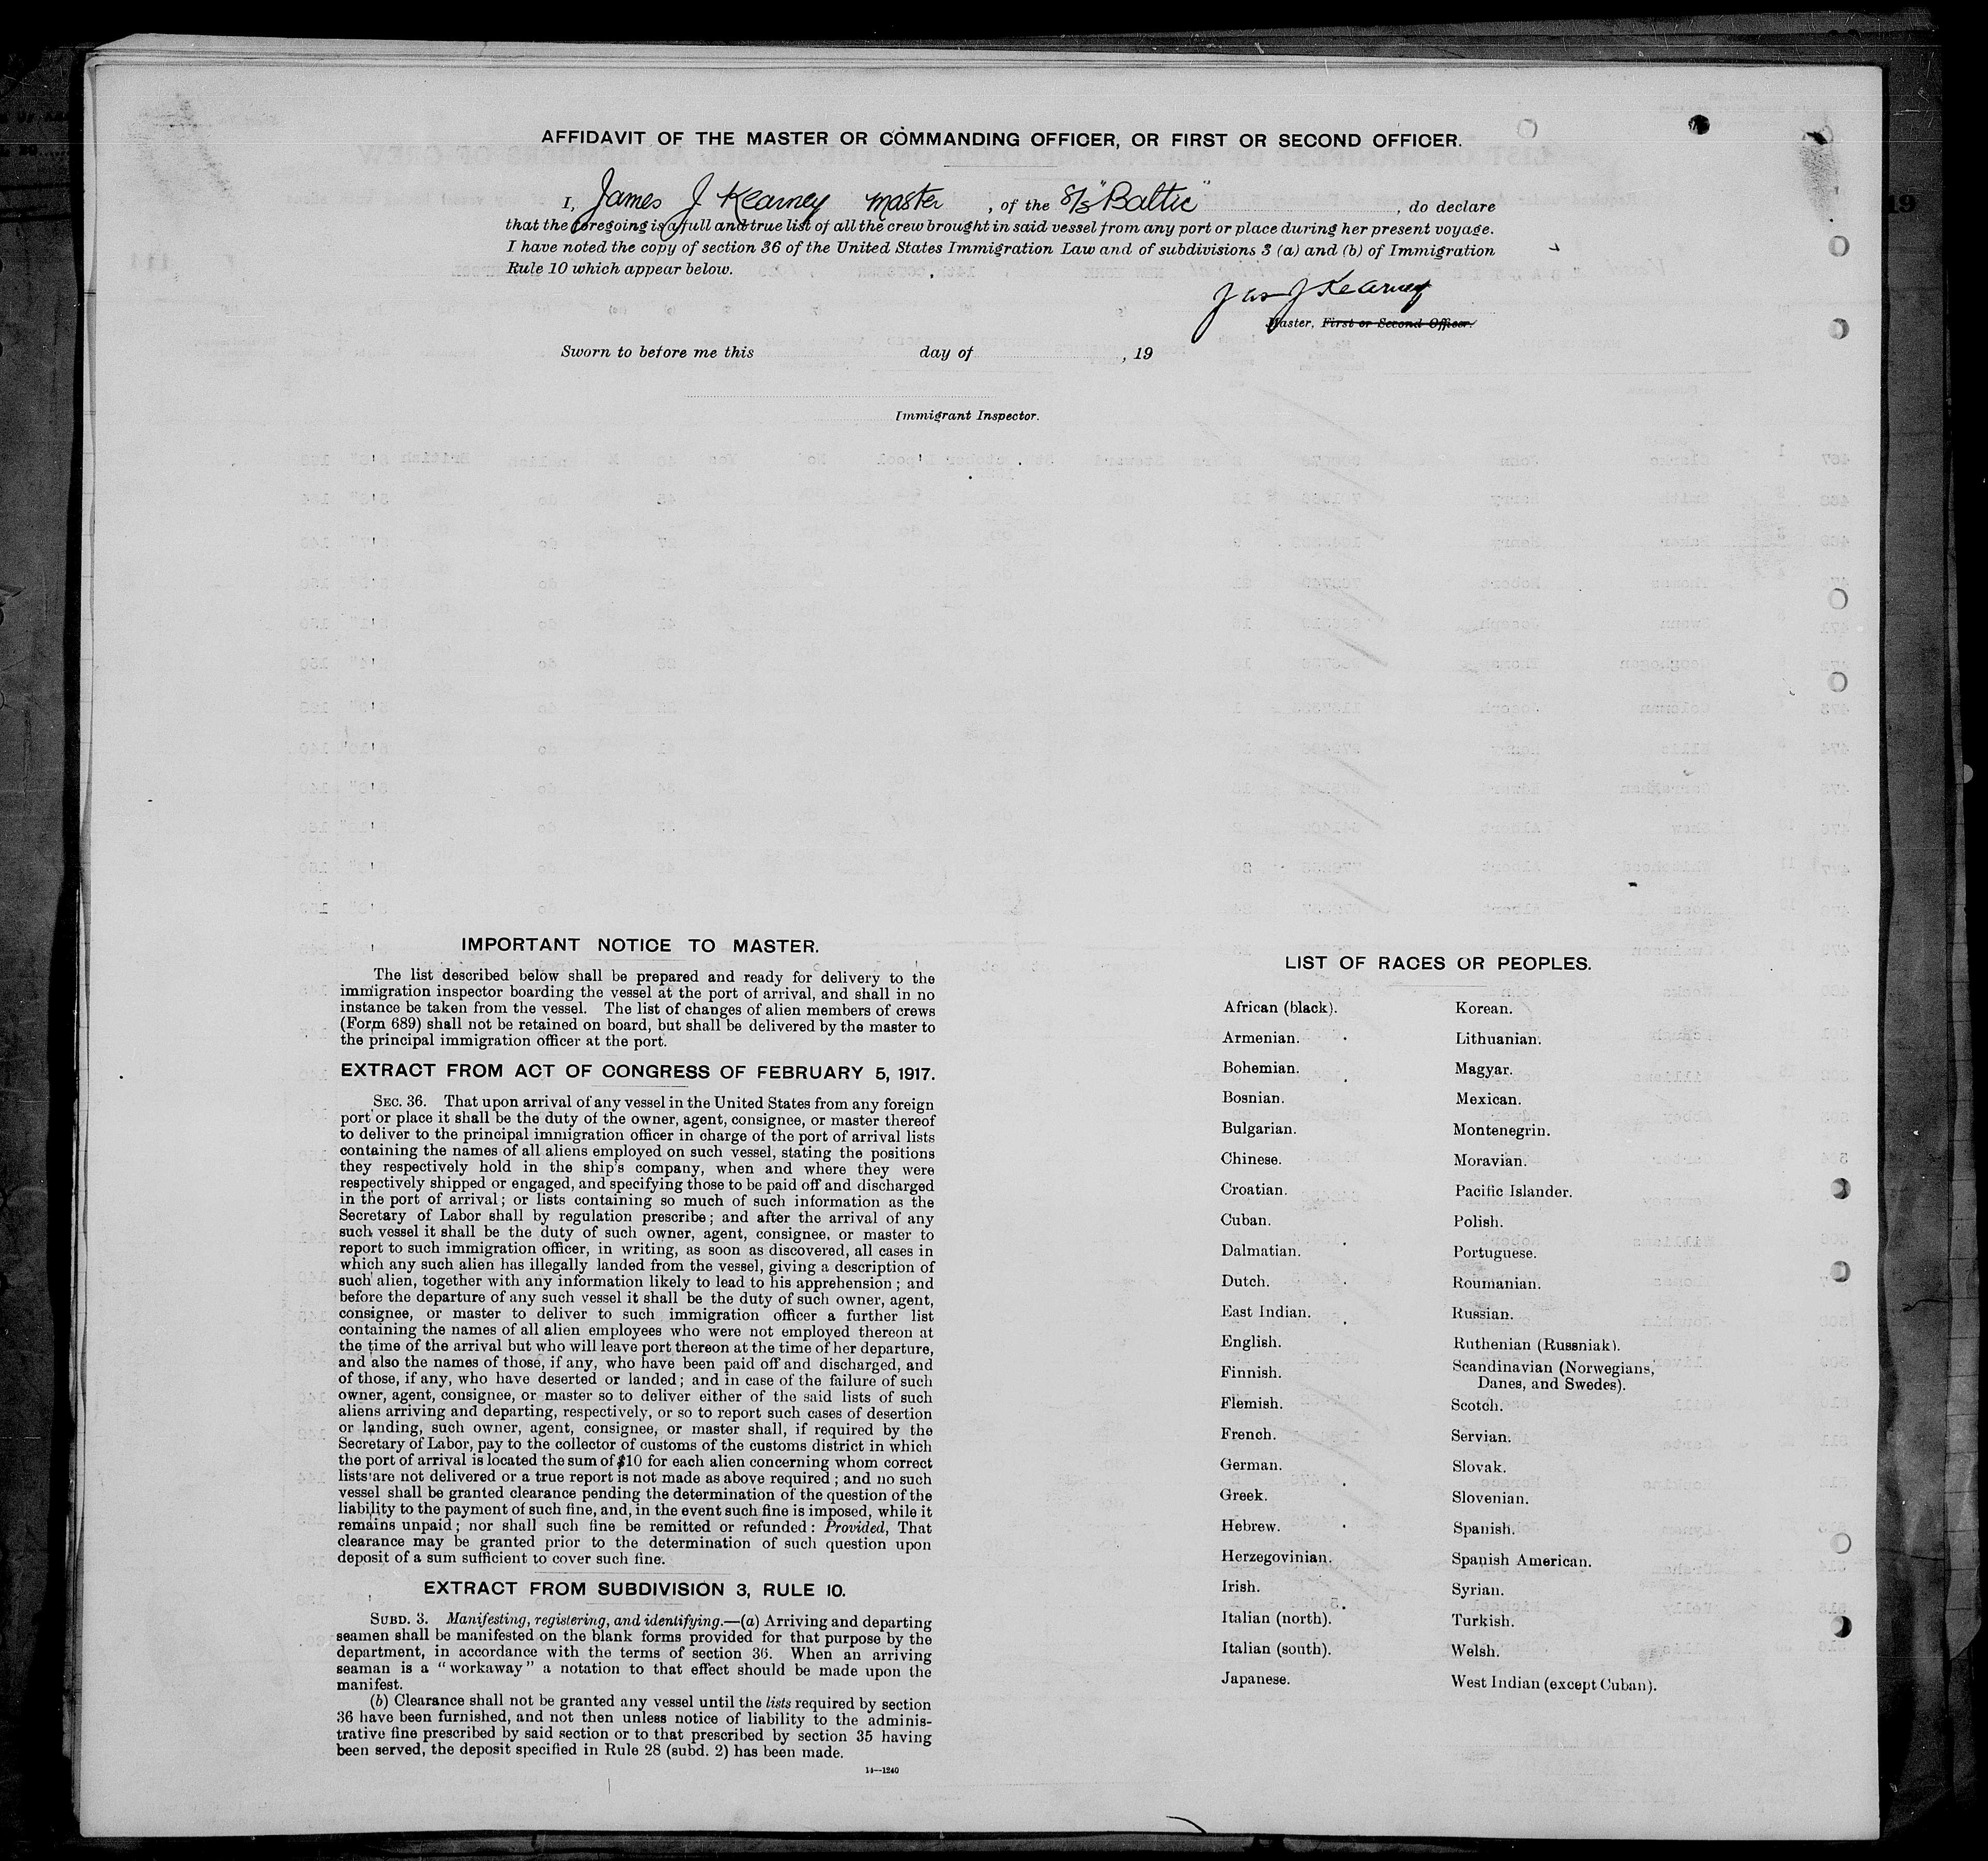 AFFIDAVIT OF THE MASTER OR COMMANDING OFFICER, OR FIRST OR SECOND OFFICER.
I, James J Kearney Master , of the S/S "Baltic" , do declare
that the foregoing is a full and true list of all the crew brought in said vessel from any port or place during her present voyage.
I have noted the copy of section 36 of the United States Immigration Law and of subdivisions 3 (a) and (b) of Immigration
Rule 10 which appear below.
Jas J Kearney
Master, First or Second Officer.
Sworn to before me this day of , 19
Immigrant Inspector.
IMPORTANT NOTICE TO MASTER.
The list described below shall be prepared and ready for delivery to the
immigration inspector boarding the vessel at the port of arrival, and shall in no
instance be taken from the vessel. The list of changes of alien members of crews
(Form 689) shall not be retained on board, but shall be delivered by the master to
the principal immigration officer at the port.
EXTRACT FROM ACT OF CONGRESS OF FEBRUARY 5, 1917.
SEC. 36. That upon arrival of any vessel in the United States from any foreign
port or place it shall be the duty of the owner, agent, consignee, or master thereof
to deliver to the principal immigration officer in charge of the port of arrival lists
containing the names of all aliens employed on such vessel, stating the positions
they respectively hold in the ship's company, when and where they were
respectively shipped or engaged, and specifying those to be paid off and discharged
in the port of arrival; or lists containing so much of such information as the
Secretary of Labor shall by regulation prescribe; and after the arrival of any
such vessel it shall be the duty of such owner, agent, consignee, or master to
report to such immigration officer, in writing, as soon as discovered, all cases in
which any such alien has illegally landed from the vessel, giving a description of
such alien, together with any information likely to lead to his apprehension; and
before the departure of any such vessel it shall be the duty of such owner, agent,
consignee, or master to deliver to such immigration officer a further list
containing the names of all alien employees who were not employed thereon at
the time of the arrival but who will leave port thereon at the time of her departure,
and also the names of those, if any, who have been paid off and discharged, and
of those, if any, who have deserted or landed; and in case of the failure of such
owner, agent, consignee, or master so to deliver either of the said lists of such
aliens arriving and departing, respectively, or so to report such cases of desertion
or landing, such owner, agent, consignee, or master shall, if required by the
Secretary of Labor, pay to the collector of customs of the customs district in which
the port of arrival is located the sum of $10 for each alien concerning whom correct
lists are not delivered or a true report is not made as above required; and no such
vessel shall be granted clearance pending the determination of the question of the
liability to the payment of such fine, and, in the event such fine is imposed, while it
remains unpaid; nor shall such fine be remitted or refunded: Provided, That
clearance may be granted prior to the determination of such question upon
deposit of a sum sufficient to cover such fine.
EXTRACT FROM SUBDIVISION 3, RULE 10.
SUBD. 3. Manifesting, registering, and identifying.—(a) Arriving and departing
seamen shall be manifested on the blank forms provided for that purpose by the
department, in accordance with the terms of section 36. When an arriving
seaman is a "workaway" a notation to that effect should be made upon the
manifest.
(b) Clearance shall not be granted any vessel until the lists required by section
36 have been furnished, and not then unless notice of liability to the adminis-
trative fine prescribed by said section or to that prescribed by section 35 having
been served, the deposit specified in Rule 28 (subd. 2) has been made.
14—1240
LIST OF RACES OR PEOPLES.
African (black).
Armenian.
Bohemian.
Bosnian.
Bulgarian.
Chinese.
Croatian.
Cuban.
Dalmatian.
Dutch.
East Indian.
English.
Finnish.
Flemish.
French.
German.
Greek.
Hebrew.
Herzegovinian.
Irish.
Italian (north).
Italian (south).
Japanese.
Korean.
Lithuanian.
Magyar.
Mexican.
Montenegrin.
Moravian.
Pacific Islander.
Polish.
Portuguese.
Roumanian.
Russian.
Ruthenian (Russniak).
Scandinavian (Norwegians,
Danes, and Swedes).
Scotch.
Servian.
Slovak.
Slovenian.
Spanish.
Spanish American.
Syrian.
Turkish.
Welsh.
West Indian (except Cuban).
19